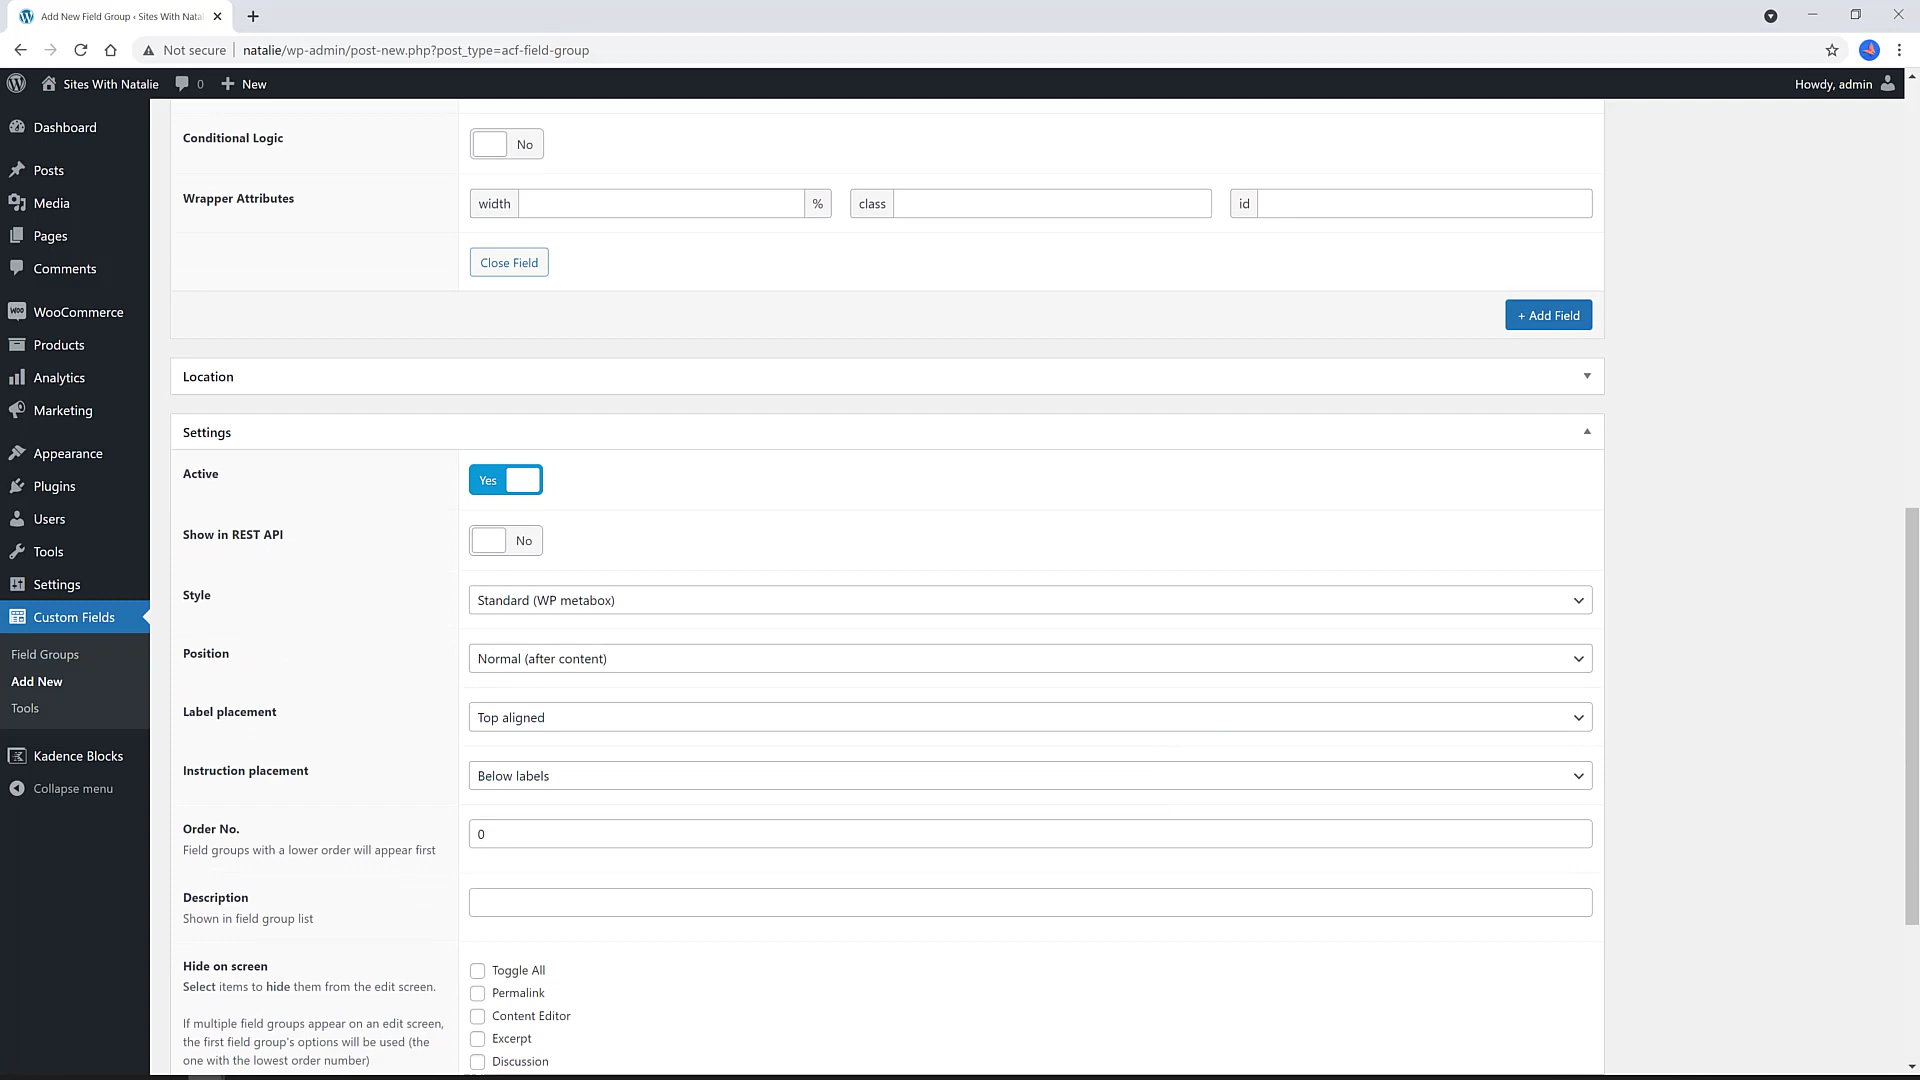 Add New Field Group ‹ Sites With Natal
Not secure
natalie/wp-admin/post-new.php?post_type=acf-field-group
Sites With Natalie
0
New
Howdy, admin
Dashboard
Posts
Media
Pages
Comments
WooCommerce
Products
Analytics
Marketing
Appearance
Plugins
Users
Tools
Settings
Custom Fields
Field Groups
Add New
Tools
Kadence Blocks
Collapse menu
Conditional Logic
No
Wrapper Attributes
width
%
class
id
Close Field
+ Add Field
Location
Settings
Active
Yes
Show in REST API
No
Style
Standard (WP metabox)
Position
Normal (after content)
Label placement
Top aligned
Instruction placement
Below labels
Order No.
Field groups with a lower order will appear first
0
Description
Shown in field group list
Hide on screen
Select items to hide them from the edit screen.
If multiple field groups appear on an edit screen,
the first field group's options will be used (the
one with the lowest order number)
Toggle All
Permalink
Content Editor
Excerpt
Discussion